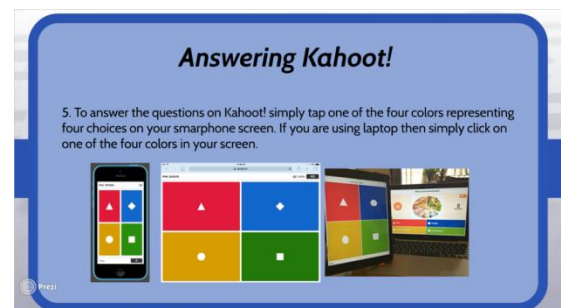 Answering Kahoot!
5. To answer the questions on Kahoot! simply tap one of the four colors representing
four choices on your smarphone screen. If you are using laptop then simply click on
one of the four colors in your screen.
Prezi